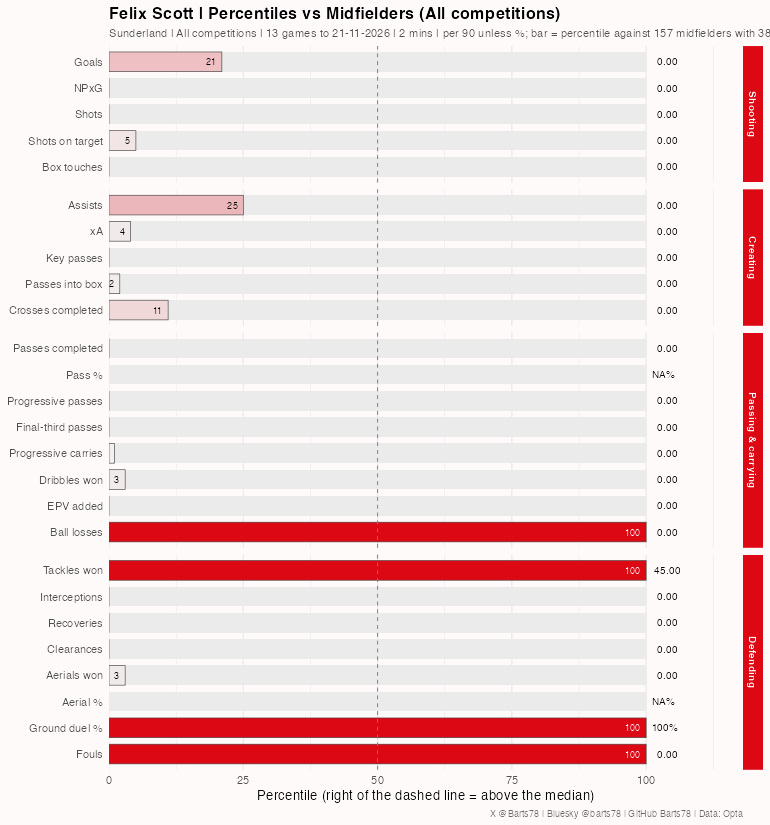 Felix Scott | Percentiles vs Midfielders (All competitions)
Sunderland | All competitions | 13 games to 21-11-2026 | 2 mins | per 90 unless %; bar = percentile against 157 midfielders with 38
Goals 21 0.00
NPxG 0.00
Shots 0.00
Shots on target 5 0.00
Box touches 0.00
Shooting
Assists 25 0.00
xA 4 0.00
Key passes 0.00
Passes into box 2 0.00
Crosses completed 11 0.00
Creating
Passes completed 0.00
Pass % NA%
Progressive passes 0.00
Final-third passes 0.00
Progressive carries 0.00
Dribbles won 3 0.00
EPV added 0.00
Ball losses 100 0.00
Passing & carrying
Tackles won 100 45.00
Interceptions 0.00
Recoveries 0.00
Clearances 0.00
Aerials won 3 0.00
Aerial % NA%
Ground duel % 100 100%
Fouls 100 0.00
Defending
0 25 50 75 100
Percentile (right of the dashed line = above the median)
X @Barts78 | Bluesky @barts78 | GitHub Barts78 | Data: Opta